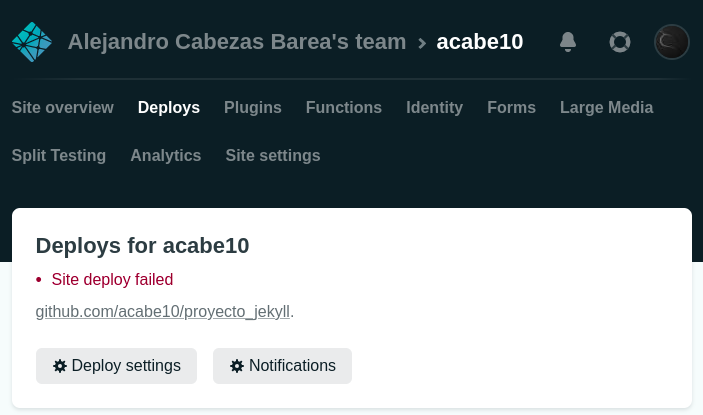 Alejandro Cabezas Barea's team › acabe10
Site overview Deploys Plugins Functions Identity Forms Large Media
Split Testing Analytics Site settings
Deploys for acabe10
• Site deploy failed
github.com/acabe10/proyecto_jekyll.
Deploy settings Notifications